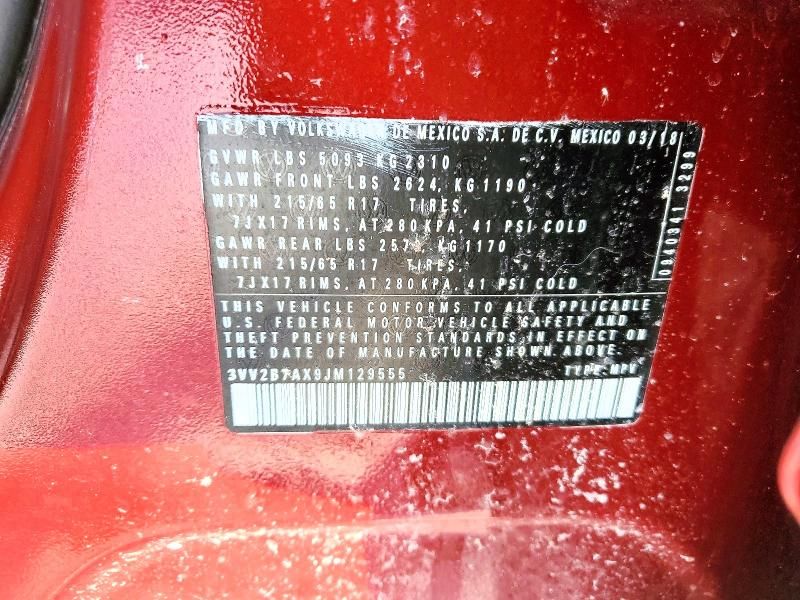 MFD BY VOLKSWAGEN DE MEXICO S.A. DE C.V. MEXICO 03/18
GVWR LBS 5093 KG 2310
GAWR FRONT LBS 2624, KG 1190
WITH 215/65 R17 TIRES,
7JX17 RIMS, AT 280 KPA, 41 PSI COLD
GAWR REAR LBS 2579, KG 1170
WITH 215/65 R17 TIRES,
7JX17 RIMS, AT 280 KPA, 41 PSI COLD
THIS VEHICLE CONFORMS TO ALL APPLICABLE
U.S. FEDERAL MOTOR VEHICLE SAFETY AND
THEFT PREVENTION STANDARDS IN EFFECT ON
THE DATE OF MANUFACTURE SHOWN ABOVE.
3VV2B7AX9JM129555 TYPE: MPV
0940341 3299